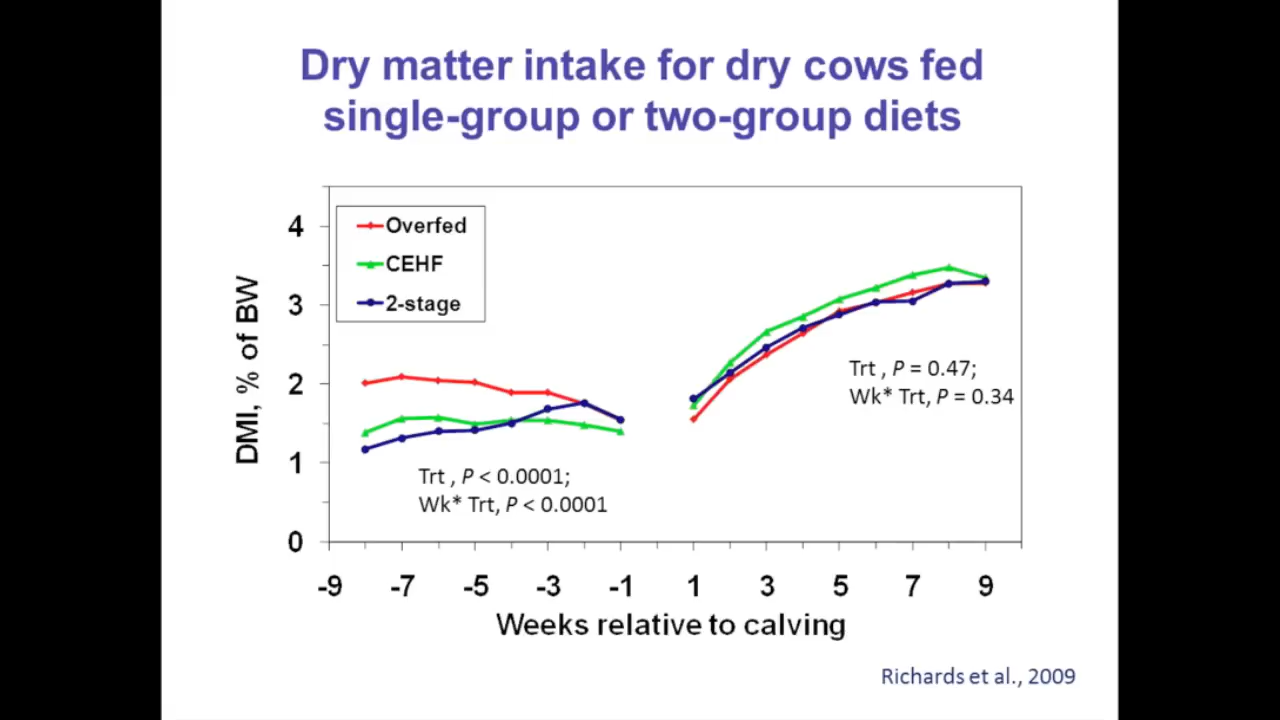 Dry matter intake for dry cows fed
single-group or two-group diets
4
3
2
1
0
DMI, % of BW
Overfed
CEHF
2-stage
Trt , P = 0.47;
Wk* Trt, P = 0.34
Trt , P < 0.0001;
Wk* Trt, P < 0.0001
-9 -7 -5 -3 -1 1 3 5 7 9
Weeks relative to calving
Richards et al., 2009